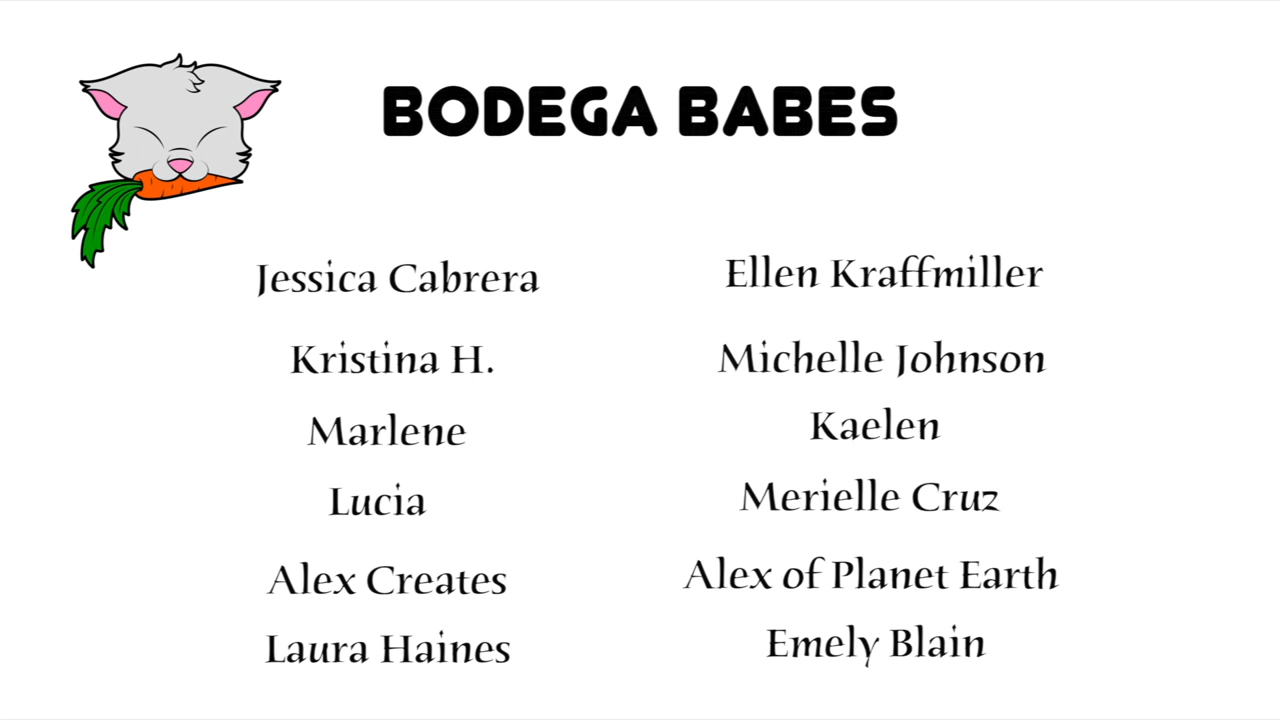 BODEGA BABES
Jessica Cabrera
Kristina H.
Marlene
Lucia
Alex Creates
Laura Haines
Ellen Kraffmiller
Michelle Johnson
Kaelen
Merielle Cruz
Alex of Planet Earth
Emely Blain